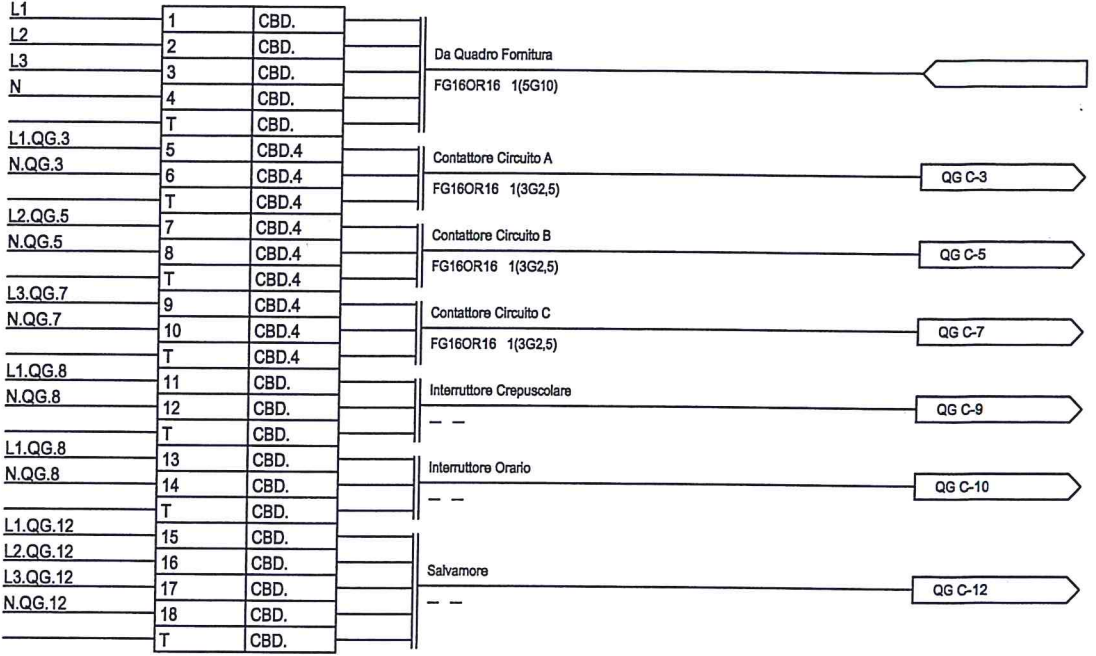 L1 1 CBD.
L2 2 CBD.
L3 3 CBD.
N 4 CBD.
T CBD.
Da Quadro Fornitura
FG16OR16 1(5G10)
L1.QG.3 5 CBD.4
N.QG.3 6 CBD.4
T CBD.4
Contattore Circuito A
FG16OR16 1(3G2,5)
QG C-3
L2.QG.5 7 CBD.4
N.QG.5 8 CBD.4
T CBD.4
Contattore Circuito B
FG16OR16 1(3G2,5)
QG C-5
L3.QG.7 9 CBD.4
N.QG.7 10 CBD.4
T CBD.4
Contattore Circuito C
FG16OR16 1(3G2,5)
QG C-7
L1.QG.8 11 CBD.
N.QG.8 12 CBD.
T CBD.
Interruttore Crepuscolare
– –
QG C-9
L1.QG.8 13 CBD.
N.QG.8 14 CBD.
T CBD.
Interruttore Orario
– –
QG C-10
L1.QG.12 15 CBD.
L2.QG.12 16 CBD.
L3.QG.12 17 CBD.
N.QG.12 18 CBD.
T CBD.
Salvamore
– –
QG C-12